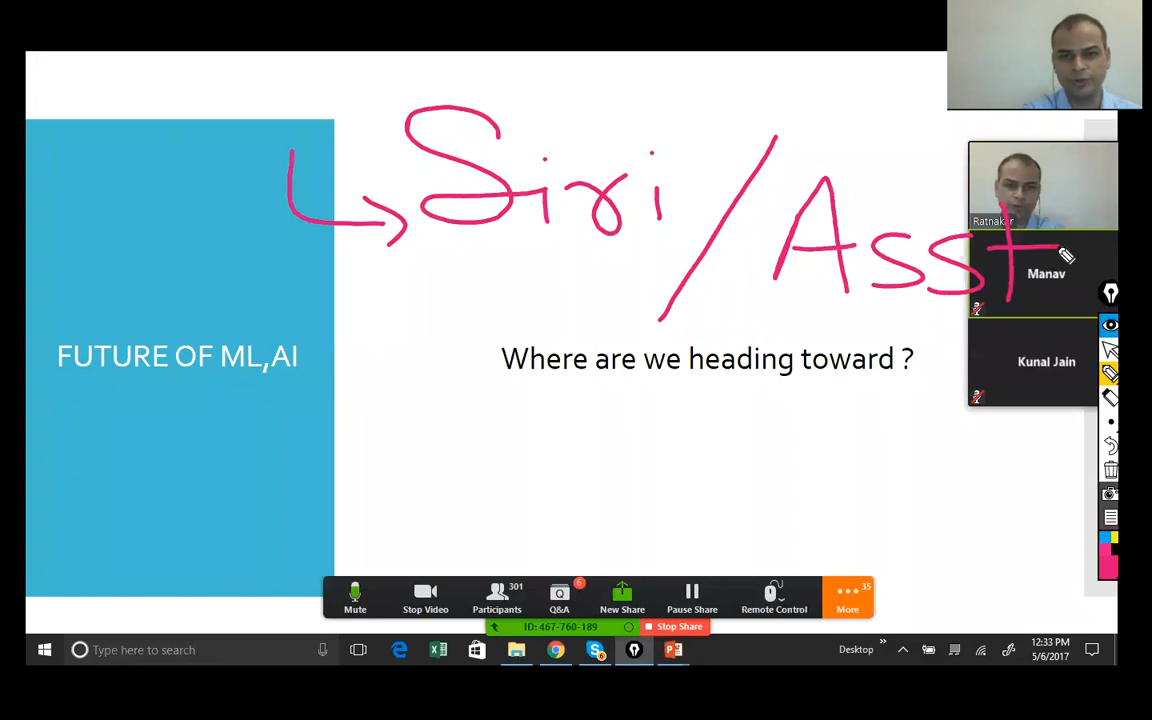 Siri / Asst
Ratnakar
Manav
FUTURE OF ML,AI
Where are we heading toward ?
Kunal Jain
301
6
35
Mute
Stop Video
Participants
Q&A
New Share
Pause Share
Remote Control
More
ID: 467-760-189
Stop Share
Type here to search
Desktop
12:33 PM
5/6/2017